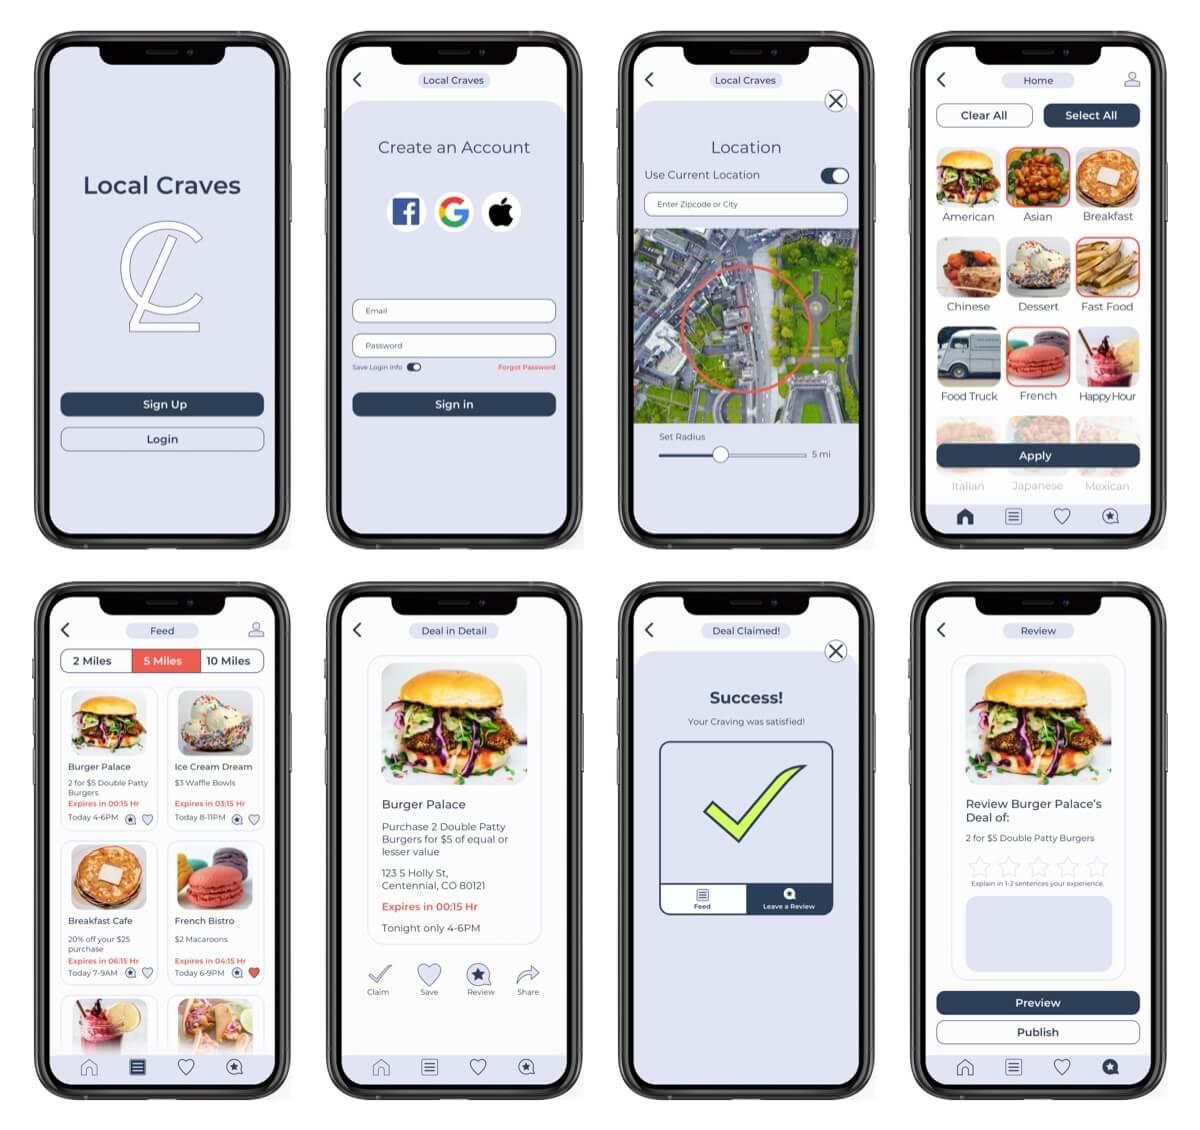 Local Craves
Sign Up
Login
Local Craves
Create an Account
Email
Password
Save Login info
Forgot Password
Sign in
Local Craves
Location
Use Current Location
Enter Zipcode or City
Set Radius
5 mi
Home
Clear All
Select All
American
Asian
Breakfast
Chinese
Dessert
Fast Food
Food Truck
French
Happy Hour
Apply
Italian
Japanese
Mexican
Feed
2 Miles
5 Miles
10 Miles
Burger Palace
2 for $5 Double Patty
Burgers
Expires in 00:15 Hr
Today 4-6PM
Ice Cream Dream
$3 Waffle Bowls
Expires in 03:15 Hr
Today 8-11PM
Breakfast Cafe
20% off your $25
purchase
Expires in 06:15 Hr
Today 7-9AM
French Bistro
$2 Macaroons
Expires in 04:15 Hr
Today 6-9PM
Deal in Detail
Burger Palace
Purchase 2 Double Patty
Burgers for $5 of equal or
lesser value
123 S Holly St,
Centennial, CO 80121
Expires in 00:15 Hr
Tonight only 4-6PM
Claim
Save
Review
Share
Deal Claimed!
Success!
Your Craving was satisfied!
Feed
Leave a Review
Review
Review Burger Palace's
Deal of:
2 for $5 Double Patty Burgers
Explain in 1-2 sentences your experience.
Preview
Publish